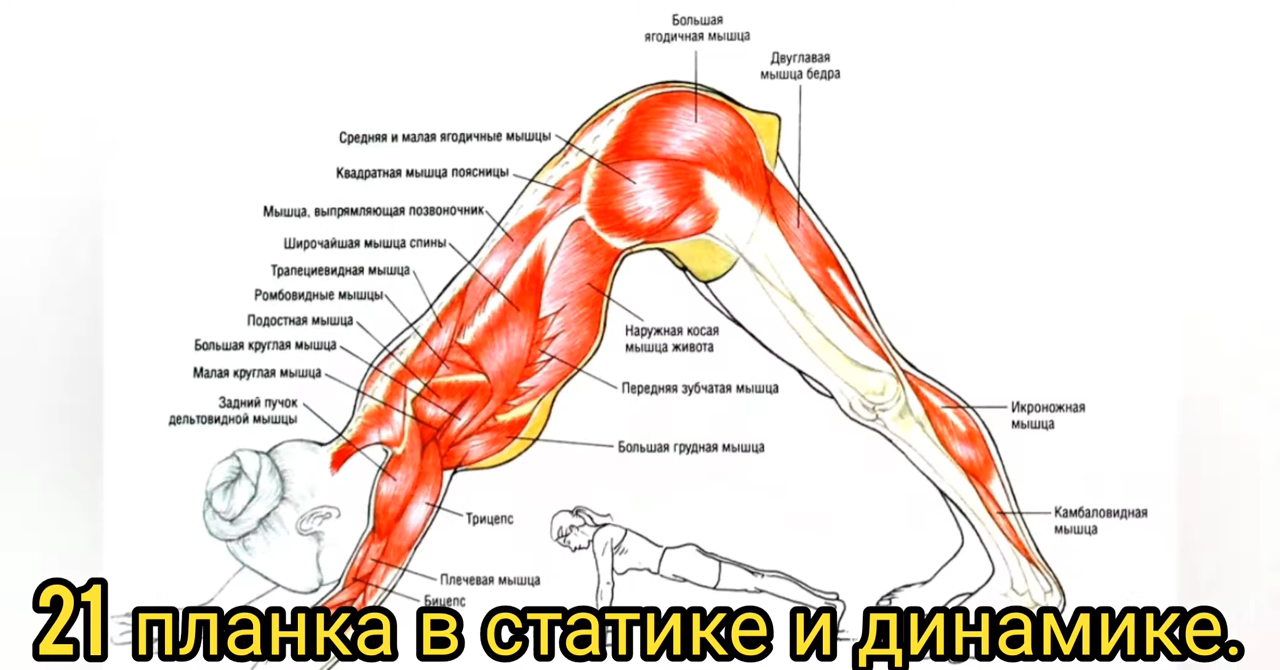 Большая
ягодичная мышца
Двуглавая
мышца бедра
Средняя и малая ягодичные мышцы
Квадратная мышца поясницы
Мышца, выпрямляющая позвоночник
Широчайшая мышца спины
Трапециевидная мышца
Ромбовидные мышцы
Подостная мышца
Большая круглая мышца
Малая круглая мышца
Задний пучок
дельтовидной мышцы
Наружная косая
мышца живота
Передняя зубчатая мышца
Большая грудная мышца
Икроножная
мышца
Камбаловидная
мышца
Трицепс
Плечевая мышца
Бицепс
21 планка в статике и динамике.